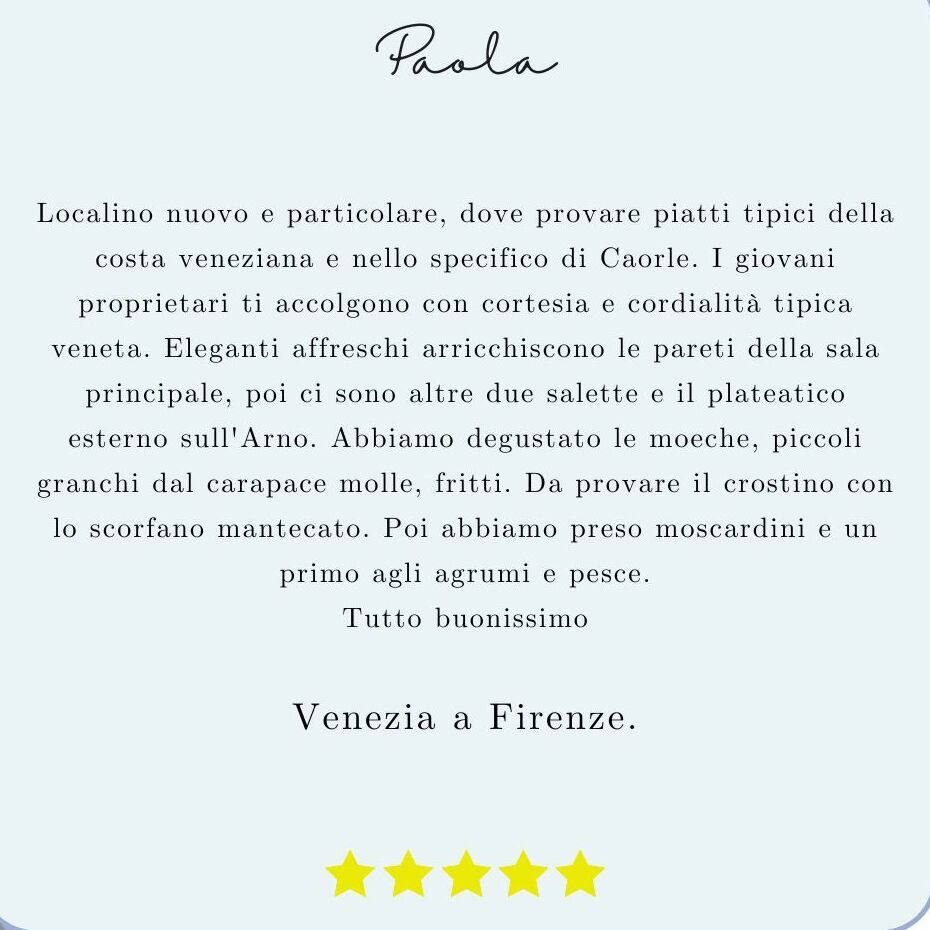 Paola
Localino nuovo e particolare, dove provare piatti tipici della
costa veneziana e nello specifico di Caorle. I giovani
proprietari ti accolgono con cortesia e cordialità tipica
veneta. Eleganti affreschi arricchiscono le pareti della sala
principale, poi ci sono altre due salette e il plateatico
esterno sull'Arno. Abbiamo degustato le moeche, piccoli
granchi dal carapace molle, fritti. Da provare il crostino con
lo scorfano mantecato. Poi abbiamo preso moscardini e un
primo agli agrumi e pesce.
Tutto buonissimo
Venezia a Firenze.